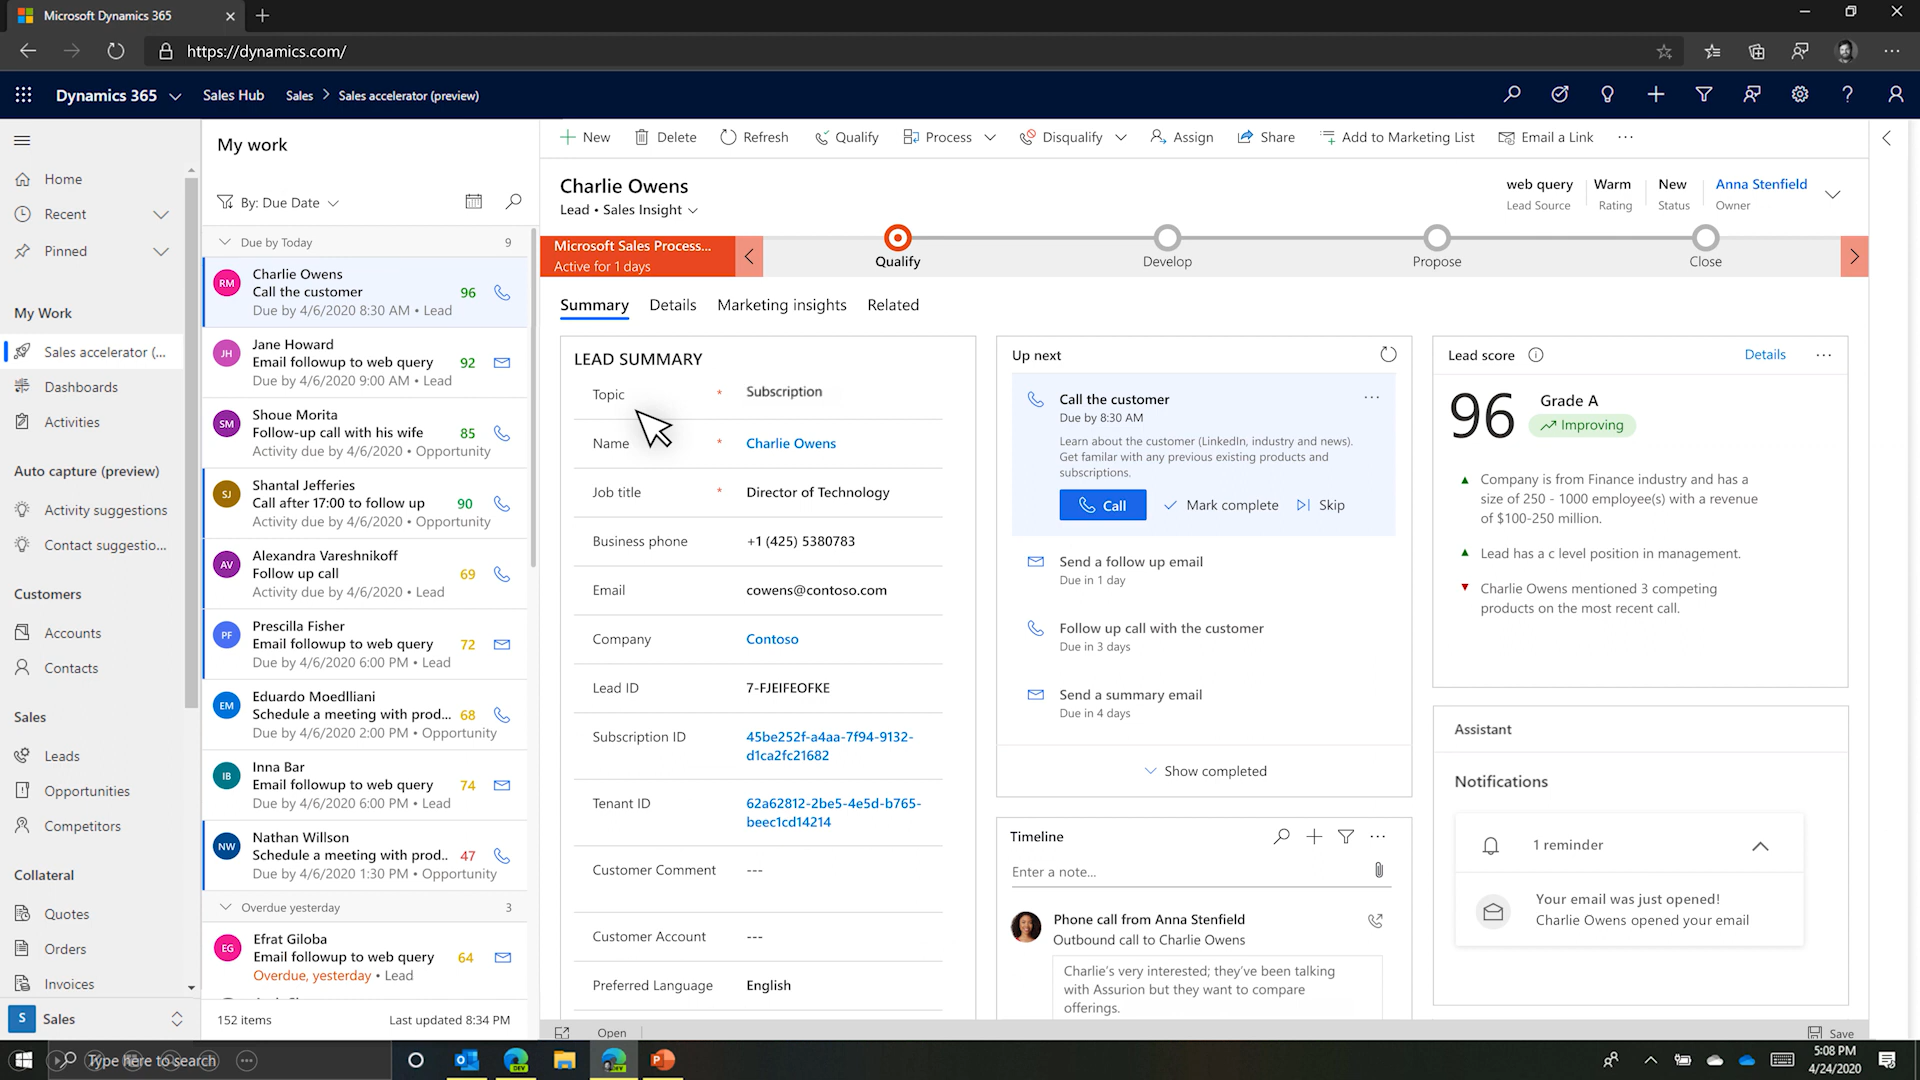 Microsoft Dynamics 365
https://dynamics.com/
Dynamics 365
Sales Hub
Sales > Sales accelerator (preview)
Home
Recent
Pinned
My Work
Sales accelerator (...
Dashboards
Activities
Auto capture (preview)
Activity suggestions
Contact suggestio...
Customers
Accounts
Contacts
Sales
Leads
Opportunities
Competitors
Collateral
Quotes
Orders
Invoices
S Sales
My work
By: Due Date
Due by Today 9
RM
Charlie Owens
Call the customer 96
Due by 4/6/2020 8:30 AM • Lead
JH
Jane Howard
Email followup to web query 92
Due by 4/6/2020 9:00 AM • Lead
SM
Shoue Morita
Follow-up call with his wife 85
Activity due by 4/6/2020 • Opportunity
SJ
Shantal Jefferies
Call after 17:00 to follow up 90
Activity due by 4/6/2020 • Opportunity
AV
Alexandra Vareshnikoff
Follow up call 69
Activity due by 4/6/2020 • Lead
PF
Prescilla Fisher
Email followup to web query 72
Due by 4/6/2020 6:00 PM • Lead
EM
Eduardo Moedlliani
Schedule a meeting with prod... 68
Due by 4/6/2020 2:00 PM • Opportunity
IB
Inna Bar
Email followup to web query 74
Due by 4/6/2020 6:00 PM • Lead
NW
Nathan Willson
Schedule a meeting with prod.. 47
Due by 4/6/2020 1:30 PM • Opportunity
Overdue yesterday 3
EG
Efrat Giloba
Email followup to web query 64
Overdue, yesterday • Lead
152 items Last updated 8:34 PM
New Delete Refresh Qualify Process Disqualify Assign Share Add to Marketing List Email a Link
Charlie Owens
Lead • Sales Insight
web query
Lead Source
Warm
Rating
New
Status
Anna Stenfield
Owner
Microsoft Sales Process...
Active for 1 days
Qualify Develop Propose Close
Summary Details Marketing insights Related
LEAD SUMMARY
Topic * Subscription
Name * Charlie Owens
Job title * Director of Technology
Business phone +1 (425) 5380783
Email cowens@contoso.com
Company Contoso
Lead ID 7-FJEIFEOFKE
Subscription ID 45be252f-a4aa-7f94-9132-
d1ca2fc21682
Tenant ID 62a62812-2be5-4e5d-b765-
beec1cd14214
Customer Comment ---
Customer Account ---
Preferred Language English
Up next
Call the customer
Due by 8:30 AM
Learn about the customer (LinkedIn, industry and news).
Get familar with any previous existing products and
subscriptions.
Call Mark complete Skip
Send a follow up email
Due in 1 day
Follow up call with the customer
Due in 3 days
Send a summary email
Due in 4 days
Show completed
Timeline
Enter a note...
Phone call from Anna Stenfield
Outbound call to Charlie Owens
Charlie's very interested; they've been talking
with Assurion but they want to compare
offerings.
Lead score Details
96
Grade A
Improving
Company is from Finance industry and has a
size of 250 - 1000 employee(s) with a revenue
of $100-250 million.
Lead has a c level position in management.
Charlie Owens mentioned 3 competing
products on the most recent call.
Assistant
Notifications
1 reminder
Your email was just opened!
Charlie Owens opened your email
Open Save
Type here to search
DEV
5:08 PM
4/24/2020